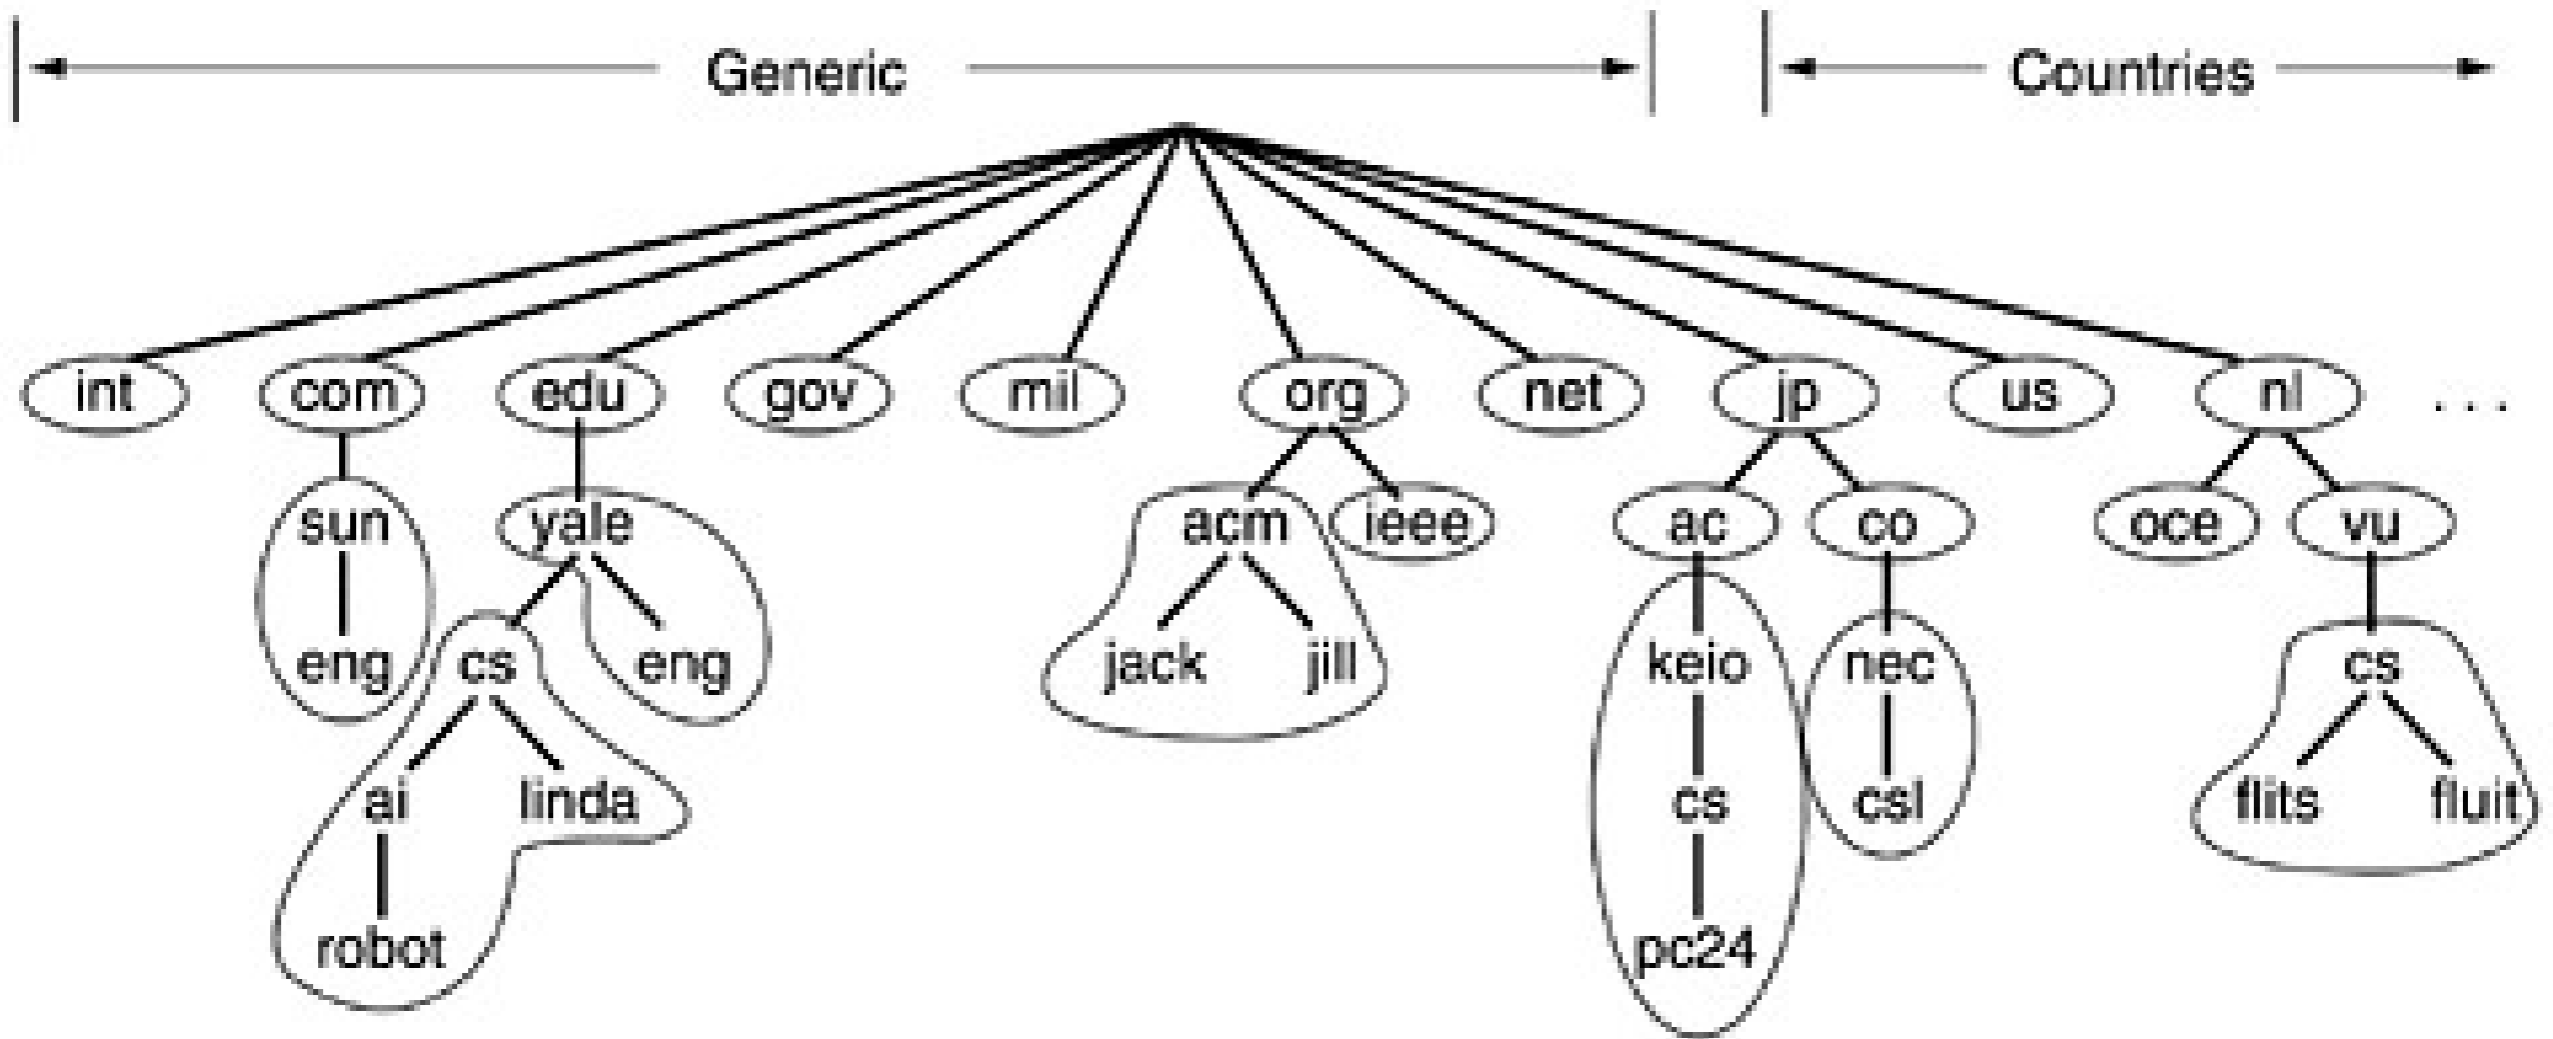 Generic Countries
int com edu gov mil org net jp us nl ...
sun yale acm ieee ac co oce vu
eng cs eng jack jill keio nec cs
ai linda cs csl flits fluit
robot pc24